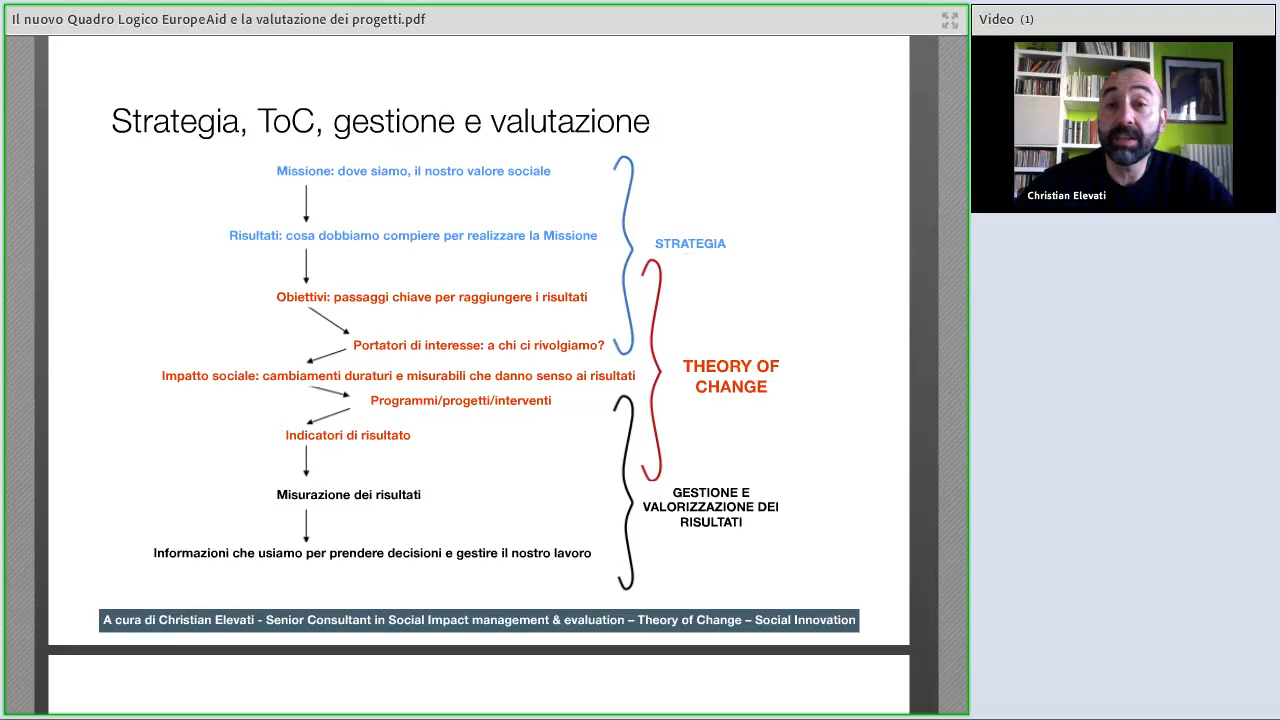 Il nuovo Quadro Logico EuropeAid e la valutazione dei progetti.pdf
Video (1)
Christian Elevati
Strategia, ToC, gestione e valutazione
Missione: dove siamo, il nostro valore sociale
Risultati: cosa dobbiamo compiere per realizzare la Missione
STRATEGIA
Obiettivi: passaggi chiave per raggiungere i risultati
Portatori di interesse: a chi ci rivolgiamo?
THEORY OF
CHANGE
Impatto sociale: cambiamenti duraturi e misurabili che danno senso ai risultati
Programmi/progetti/interventi
Indicatori di risultato
Misurazione dei risultati
GESTIONE E
VALORIZZAZIONE DEI
RISULTATI
Informazioni che usiamo per prendere decisioni e gestire il nostro lavoro
A cura di Christian Elevati - Senior Consultant in Social Impact management & evaluation – Theory of Change – Social Innovation